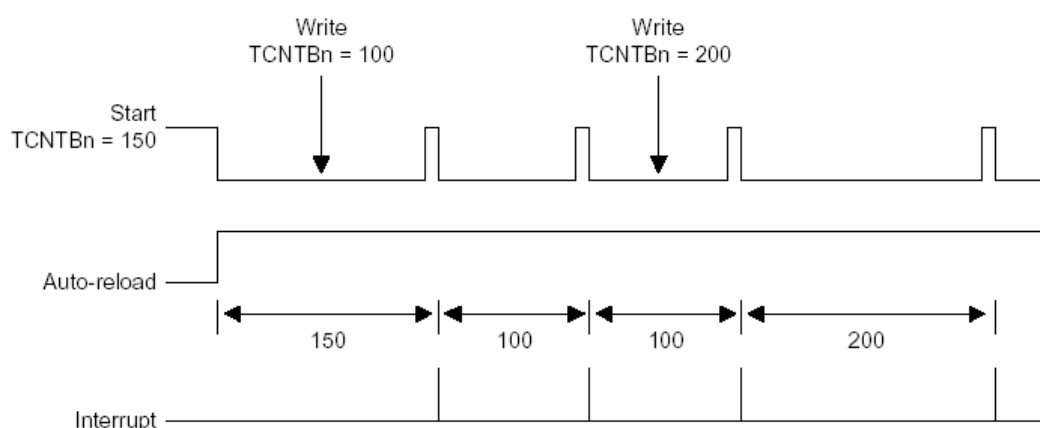 Write
TCNTBn = 100
Write
TCNTBn = 200
Start
TCNTBn = 150
Auto-reload
150
100
100
200
Interrupt